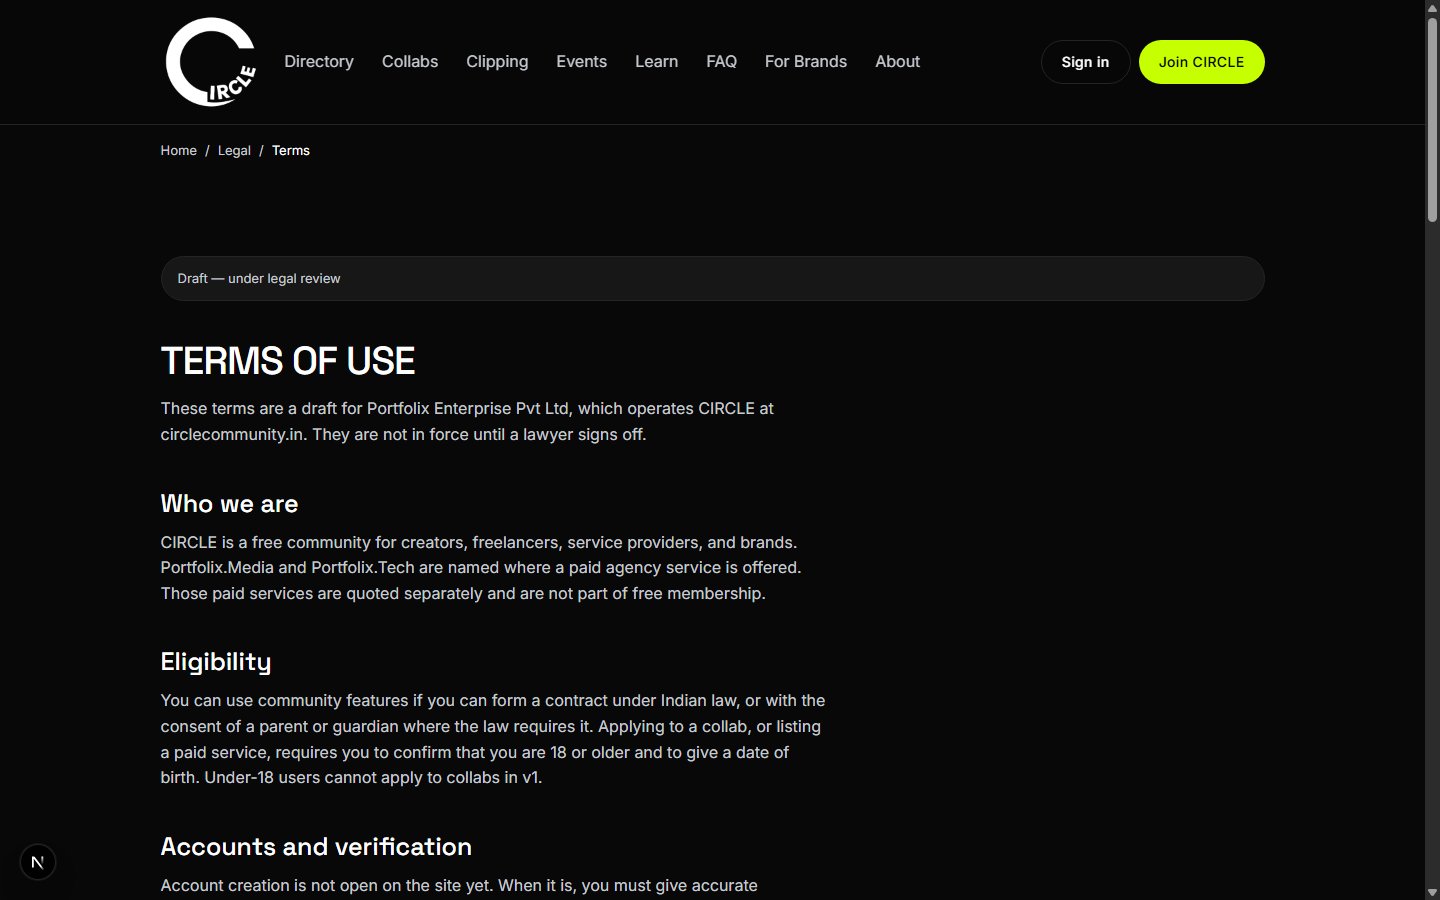 CIRCLE
Directory
Collabs
Clipping
Events
Learn
FAQ
For Brands
About
Sign in
Join CIRCLE
Home / Legal / Terms
Draft — under legal review
TERMS OF USE
These terms are a draft for Portfolix Enterprise Pvt Ltd, which operates CIRCLE at
circlecommunity.in. They are not in force until a lawyer signs off.
Who we are
CIRCLE is a free community for creators, freelancers, service providers, and brands.
Portfolix.Media and Portfolix.Tech are named where a paid agency service is offered.
Those paid services are quoted separately and are not part of free membership.
Eligibility
You can use community features if you can form a contract under Indian law, or with the
consent of a parent or guardian where the law requires it. Applying to a collab, or listing
a paid service, requires you to confirm that you are 18 or older and to give a date of
birth. Under-18 users cannot apply to collabs in v1.
Accounts and verification
Account creation is not open on the site yet. When it is, you must give accurate
N